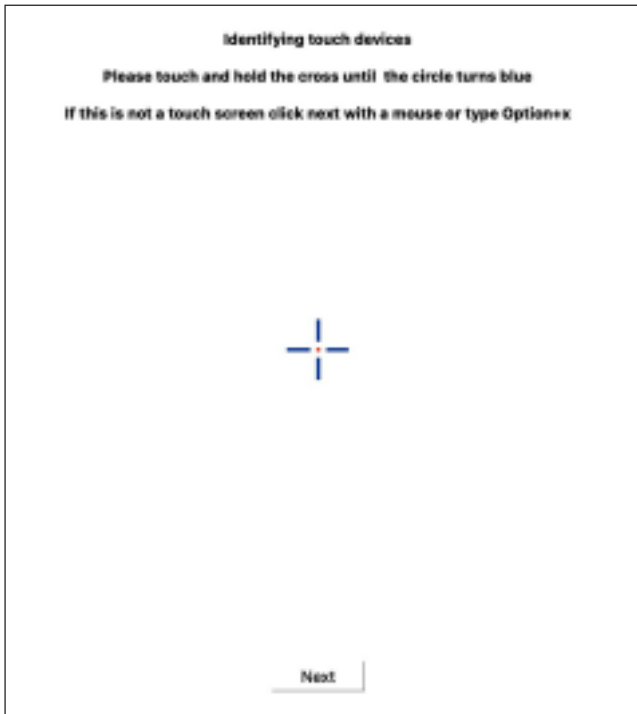 Identifying touch devices
Please touch and hold the cross until the circle turns blue
If this is not a touch screen click next with a mouse or type Option+x
Next